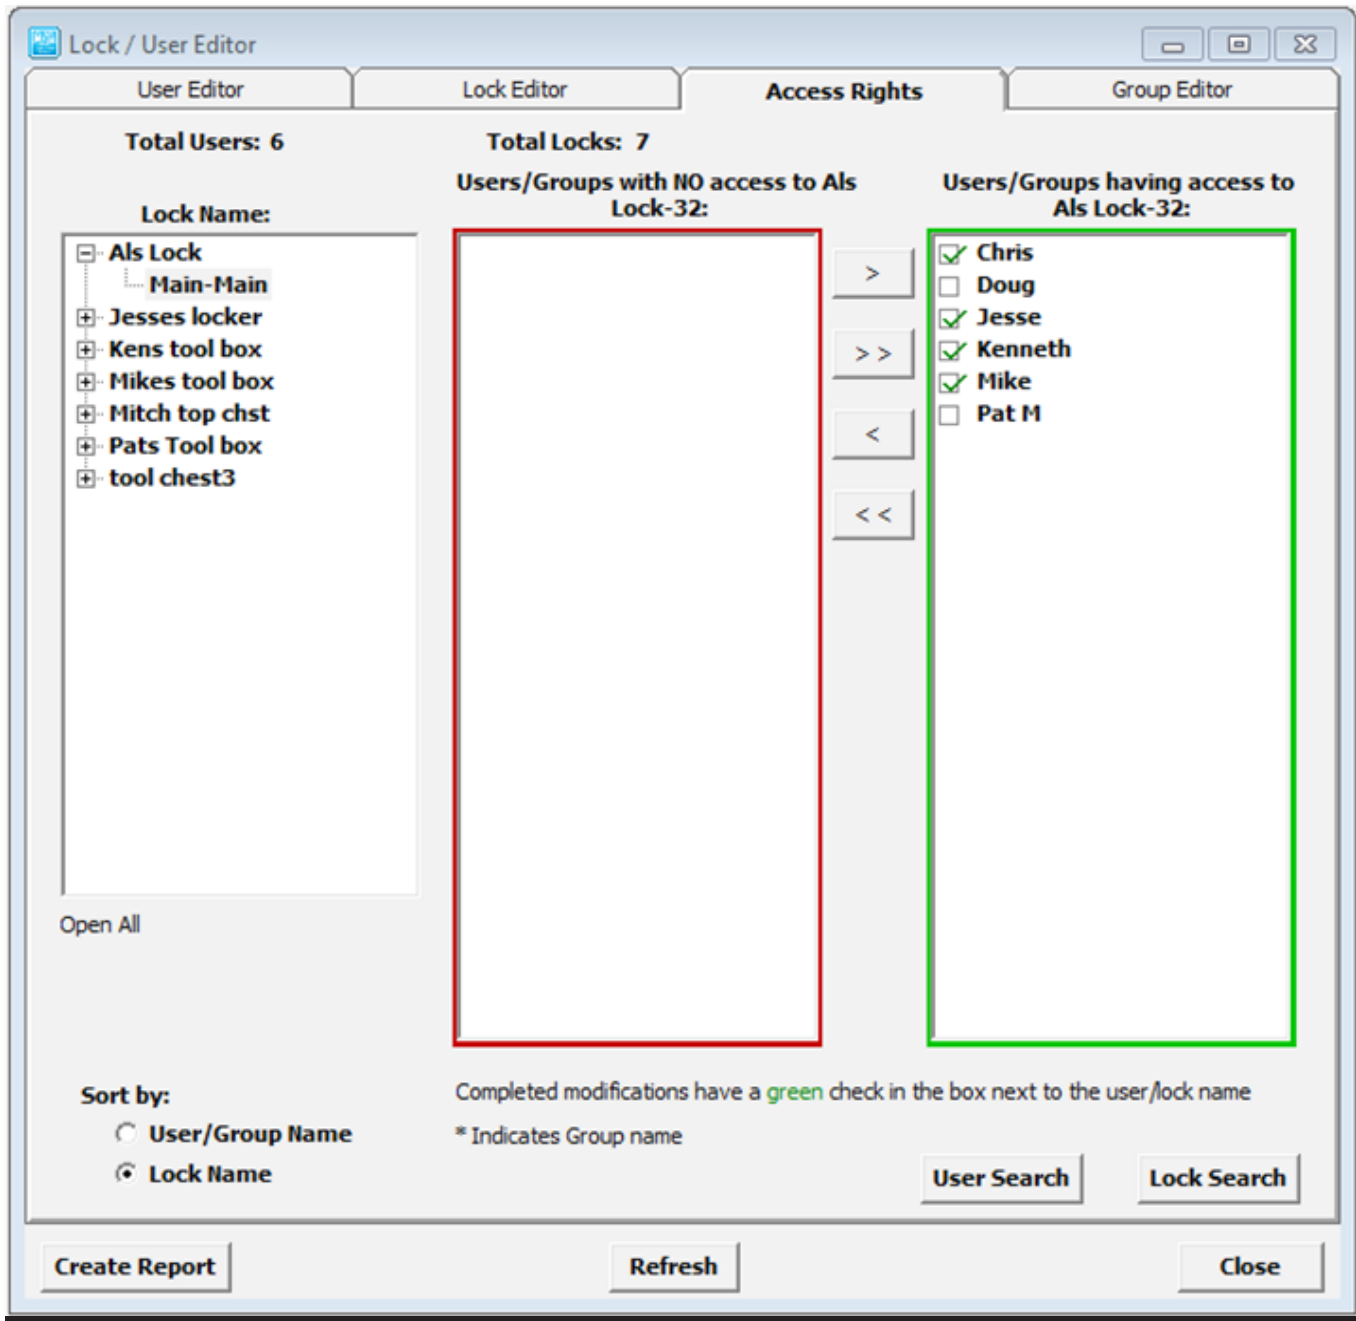 Lock / User Editor
User Editor
Lock Editor
Access Rights
Group Editor
Total Users: 6
Total Locks: 7
Lock Name:
Users/Groups with NO access to Als
Lock-32:
Users/Groups having access to
Als Lock-32:
Als Lock
Main-Main
Jesses locker
Kens tool box
Mikes tool box
Mitch top chst
Pats Tool box
tool chest3
>
> >
<
< <
Chris
Doug
Jesse
Kenneth
Mike
Pat M
Open All
Sort by:
User/Group Name
Lock Name
Completed modifications have a green check in the box next to the user/lock name
* Indicates Group name
User Search
Lock Search
Create Report
Refresh
Close